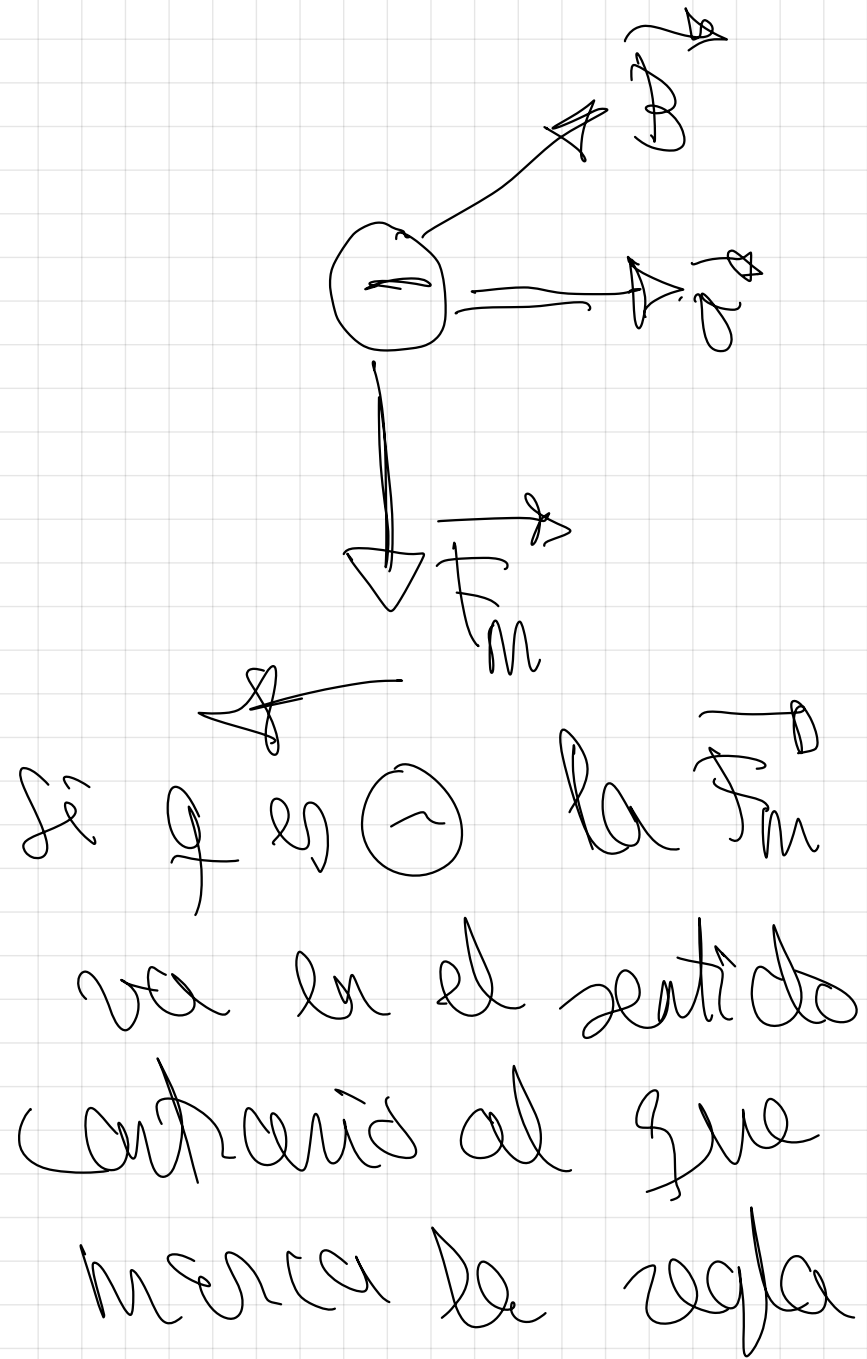 B
v
Fm
Si q es ⊖ la Fm
va en el sentido
contrario al que
marca la regla